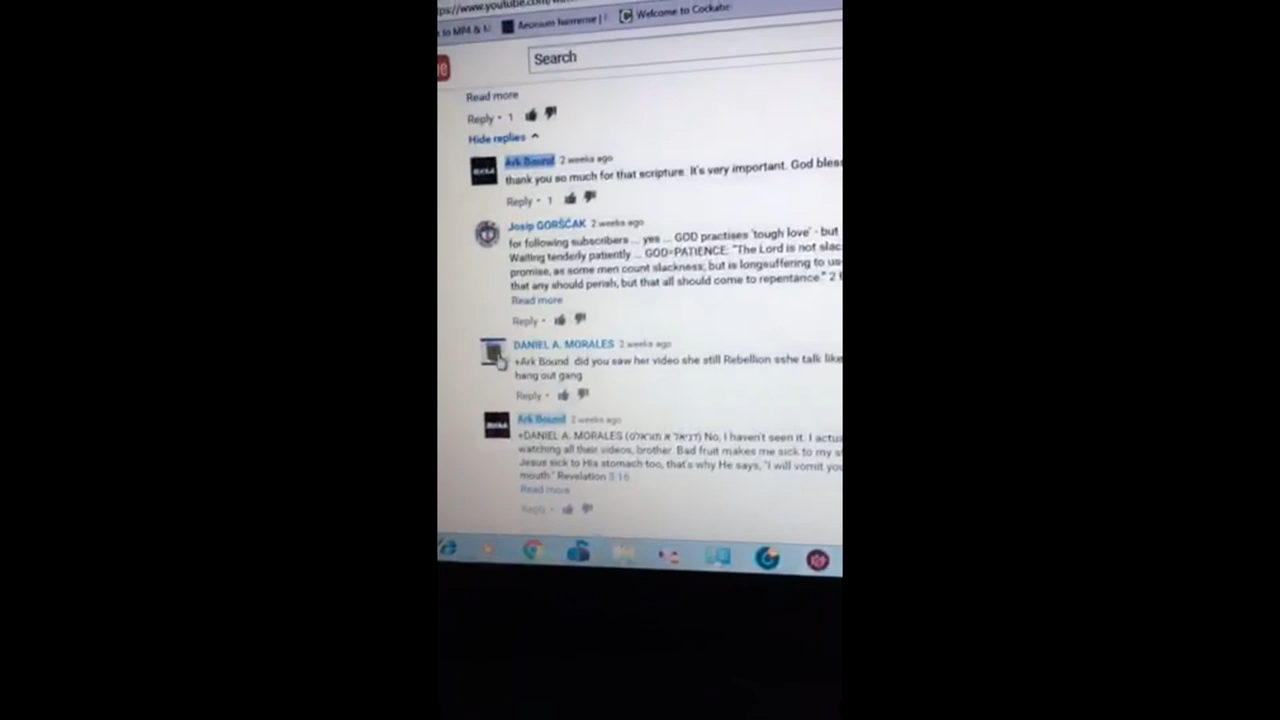 https://www.youtube.com/
to MP4 &
Aeonium
Welcome to Cockatie
Search
Read more
Reply • 1
Hide replies
Ark Bound 2 weeks ago
thank you so much for that scripture. It's very important. God bles
Reply • 1
Josip GORŠČAK 2 weeks ago
for following subscribers ... yes ... GOD practises 'tough love' - but
Waiting tenderly patiently ... GOD=PATIENCE: "The Lord is not slac
promise, as some men count slackness; but is longsuffering to us-
that any should perish, but that all should come to repentance." 2
Read more
Reply •
DANIEL A. MORALES 2 weeks ago
+Ark Bound did you saw her video she still Rebellion sshe talk like
hang out gang
Reply •
Ark Bound 2 weeks ago
+DANIEL A. MORALES (דניאל א מוראלס) No, I haven't seen it. I actu
watching all their videos, brother. Bad fruit makes me sick to my s
Jesus sick to His stomach too, that's why He says, "I will vomit you
mouth" Revelation 3:16
Read more
Reply •